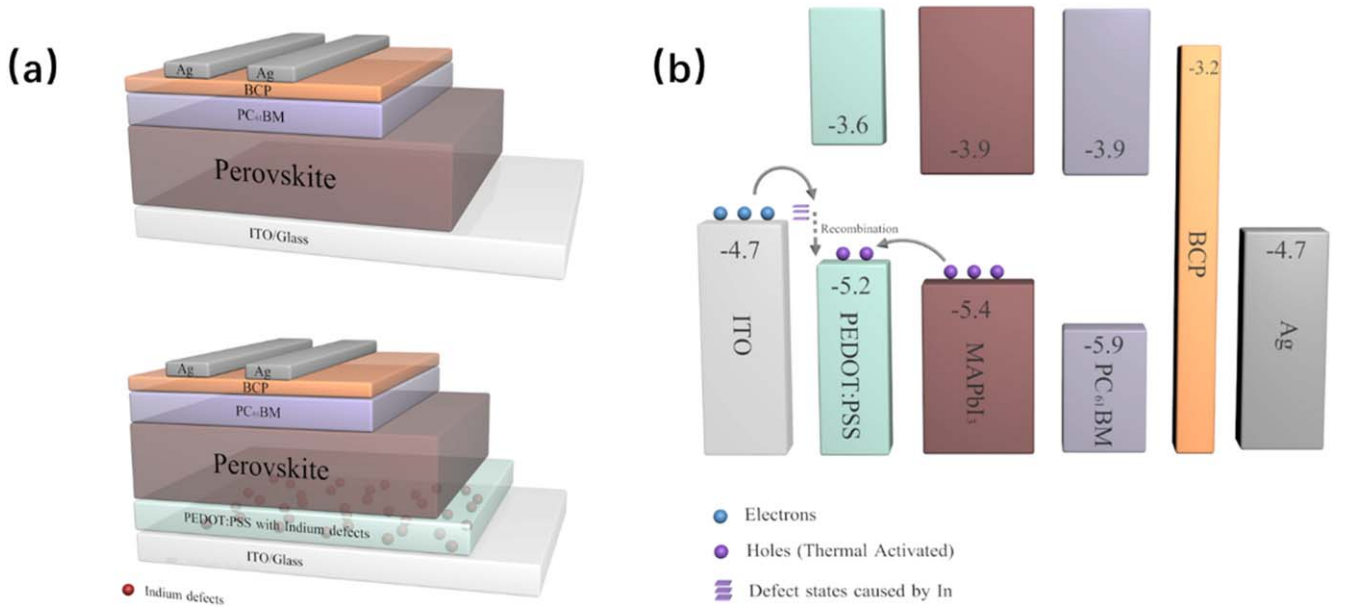 (a)
Ag
Ag
BCP
PC₆₁BM
Perovskite
ITO/Glass
Ag
Ag
BCP
PC₆₁BM
Perovskite
PEDOT:PSS with Indium defects
ITO/Glass
Indium defects
(b)
-3.6
-3.9
-3.9
-3.2
-4.7
ITO
Recombination
-5.2
PEDOT:PSS
-5.4
MAPbI₃
-5.9
PC₆₁BM
BCP
-4.7
Ag
Electrons
Holes (Thermal Activated)
Defect states caused by In